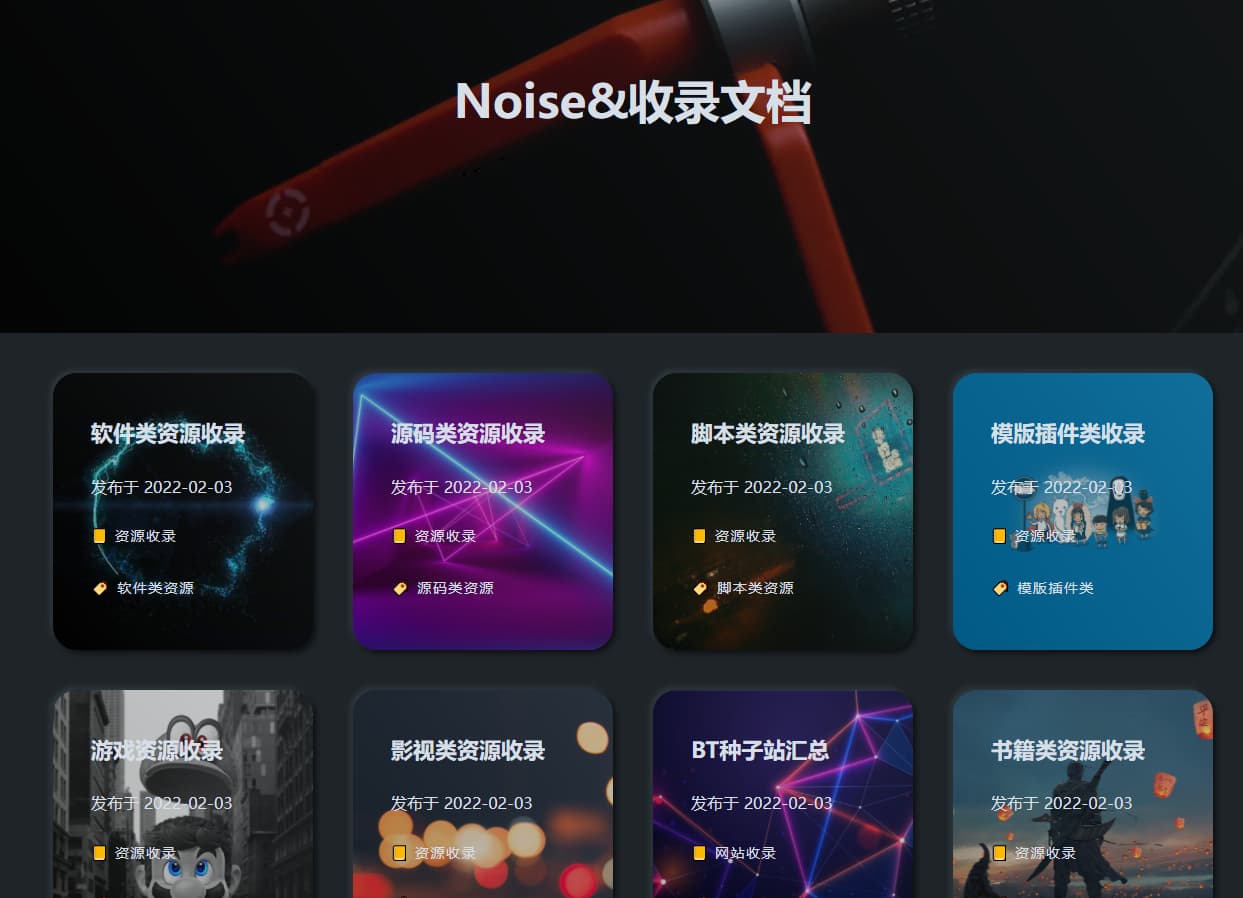 Noise&收录文档
软件类资源收录
发布于 2022-02-03
资源收录
软件类资源
源码类资源收录
发布于 2022-02-03
资源收录
源码类资源
脚本类资源收录
发布于 2022-02-03
资源收录
脚本类资源
模版插件类收录
发布于 2022-02-03
资源收录
模版插件类
游戏资源收录
发布于 2022-02-03
资源收录
影视类资源收录
发布于 2022-02-03
资源收录
BT种子站汇总
发布于 2022-02-03
网站收录
书籍类资源收录
发布于 2022-02-03
资源收录